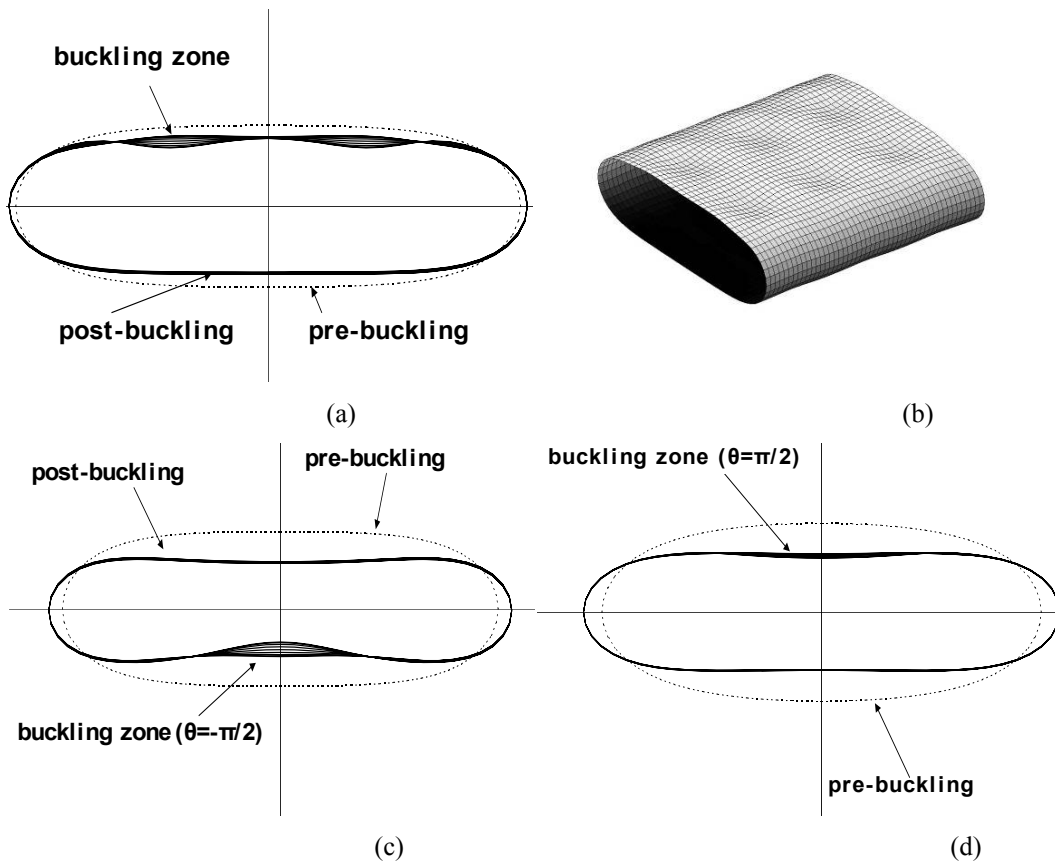 buckling zone
post-buckling
pre-buckling
(a)
(b)
post-buckling
pre-buckling
buckling zone (θ=-π/2)
(c)
buckling zone (θ=π/2)
pre-buckling
(d)